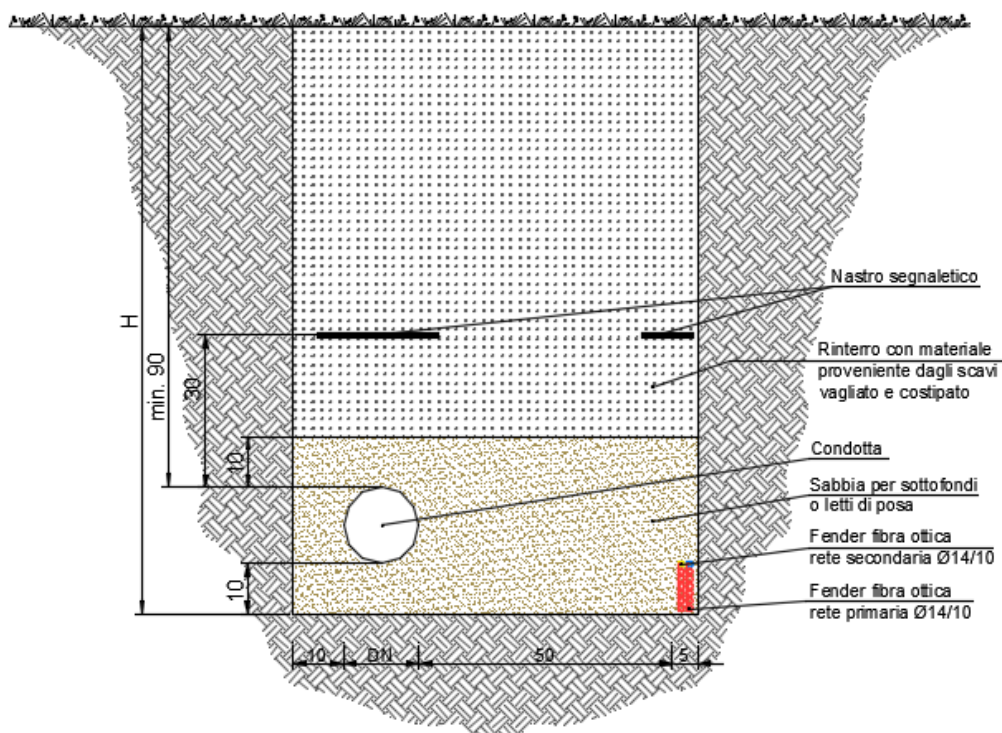 Nastro segnaletico
Rinterro con materiale
proveniente dagli scavi
vagliato e costipato
Condotta
Sabbia per sottofondi
o letti di posa
Fender fibra ottica
rete secondaria Ø14/10
Fender fibra ottica
rete primaria Ø14/10
H
min. 90
30
10
10
10
DN
50
5